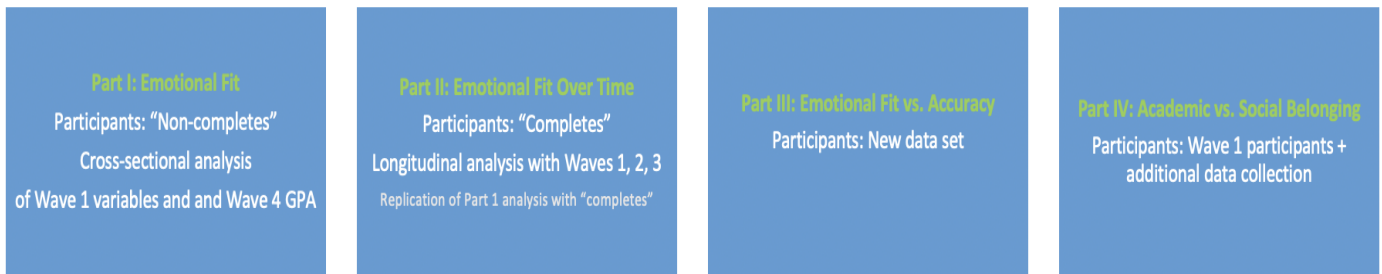 Part I: Emotional Fit
Participants: “Non-completes”
Cross-sectional analysis
of Wave 1 variables and and Wave 4 GPA
Part II: Emotional Fit Over Time
Participants: “Completes”
Longitudinal analysis with Waves 1, 2, 3
Replication of Part 1 analysis with “completes”
Part III: Emotional Fit vs. Accuracy
Participants: New data set
Part IV: Academic vs. Social Belonging
Participants: Wave 1 participants +
additional data collection